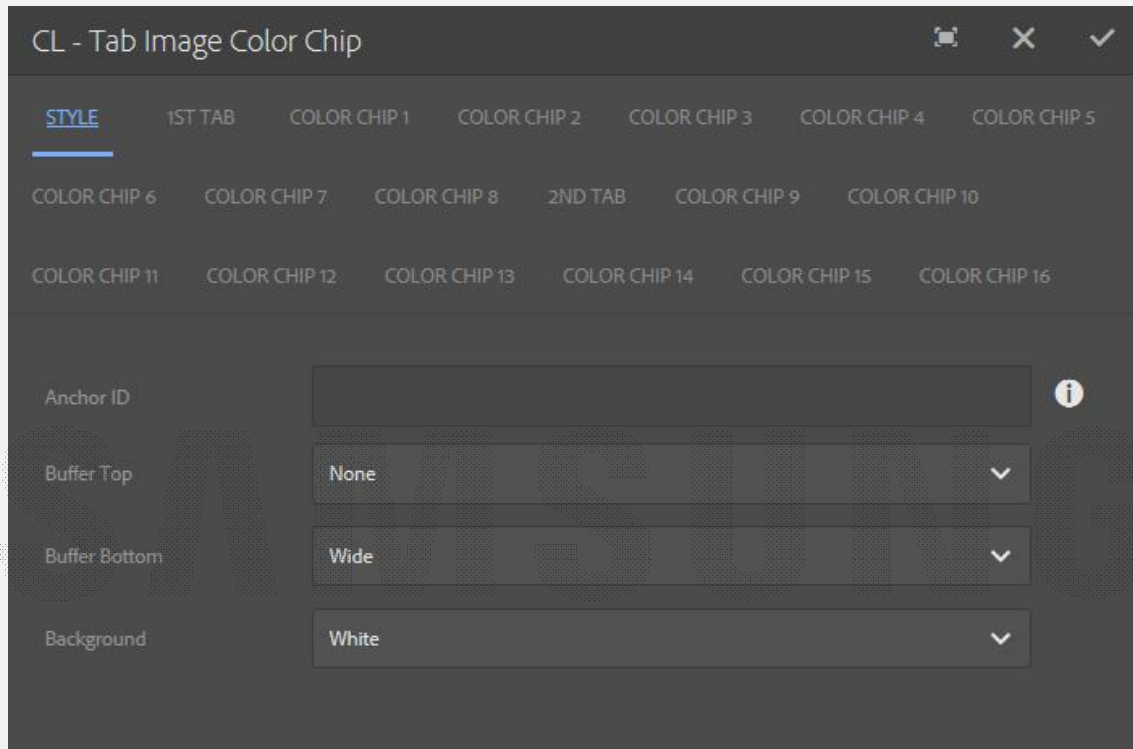 CL - Tab Image Color Chip
STYLE 1ST TAB COLOR CHIP 1 COLOR CHIP 2 COLOR CHIP 3 COLOR CHIP 4 COLOR CHIP 5
COLOR CHIP 6 COLOR CHIP 7 COLOR CHIP 8 2ND TAB COLOR CHIP 9 COLOR CHIP 10
COLOR CHIP 11 COLOR CHIP 12 COLOR CHIP 13 COLOR CHIP 14 COLOR CHIP 15 COLOR CHIP 16
Anchor ID
Buffer Top None
Buffer Bottom Wide
Background White
SAMSUNG